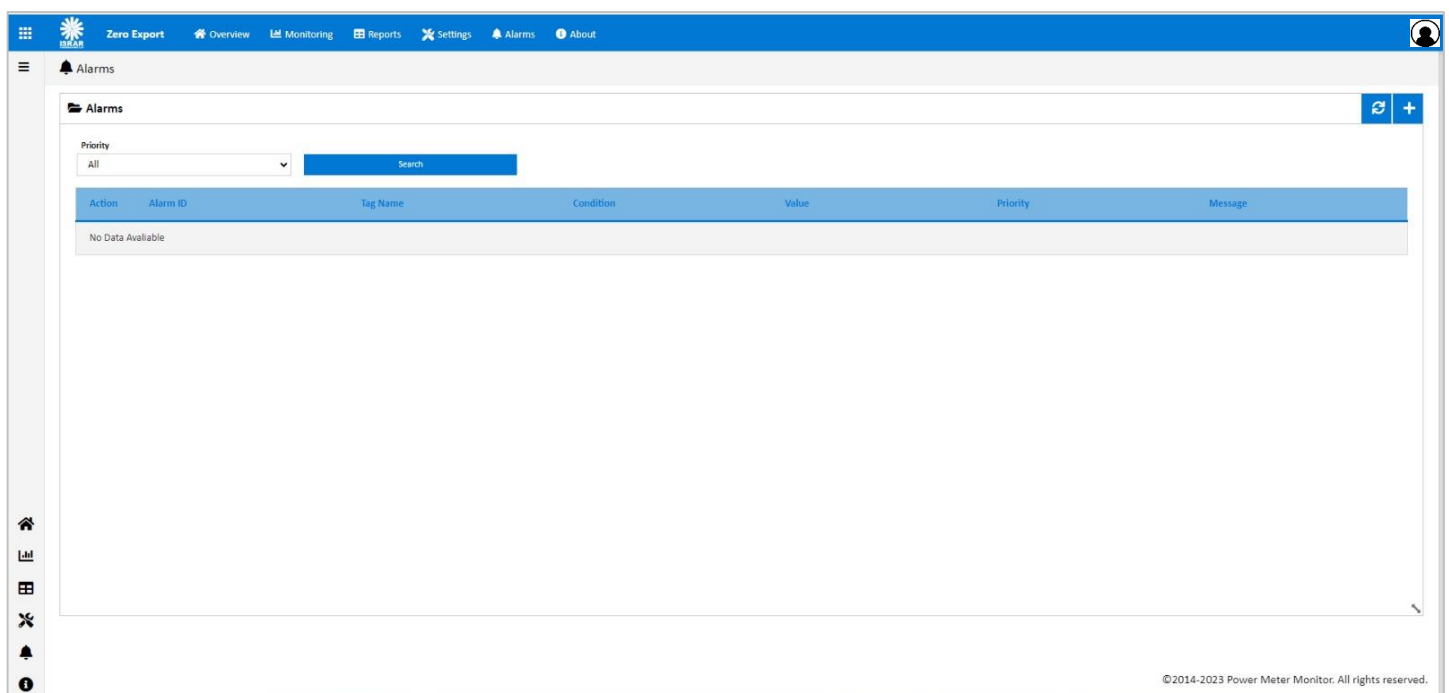 Zero Export Overview Monitoring Reports Settings Alarms About
ISRAR
Alarms
Alarms
Priority
All Search
Action Alarm ID Tag Name Condition Value Priority Message
No Data Avaliable
©2014-2023 Power Meter Monitor. All rights reserved.